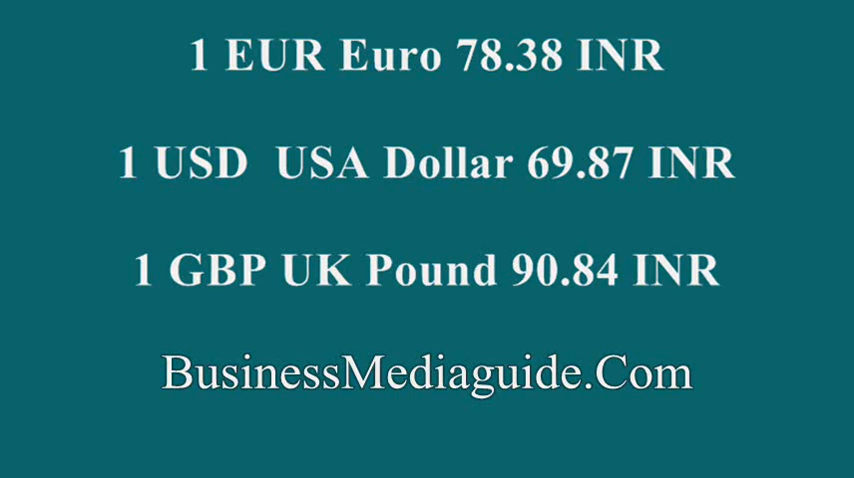 1 EUR Euro 78.38 INR
1 USD USA Dollar 69.87 INR
1 GBP UK Pound 90.84 INR
BusinessMediaguide.Com